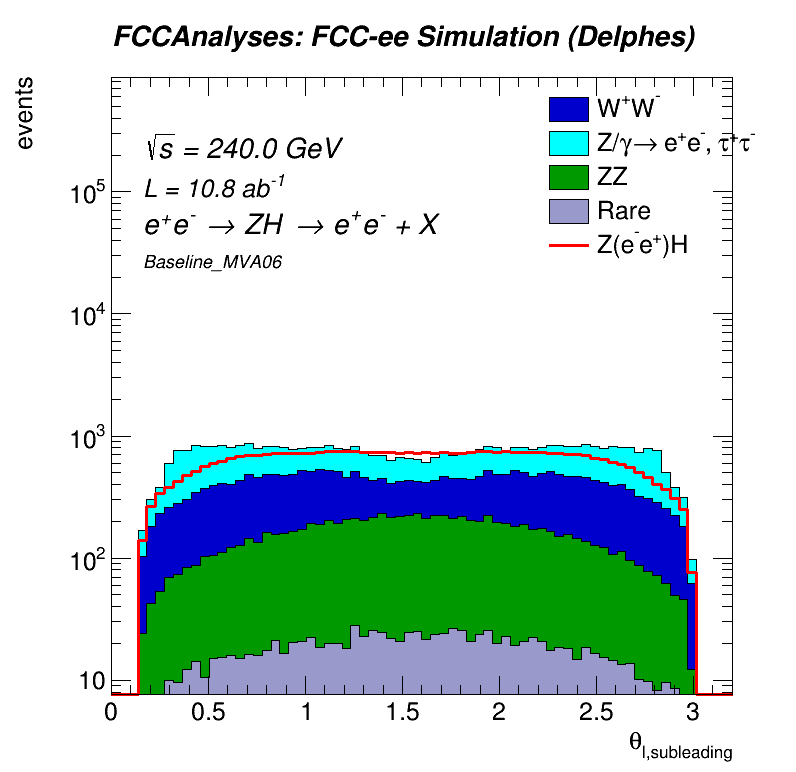 FCCAnalyses: FCC-ee Simulation (Delphes)
events
√s = 240.0 GeV
L = 10.8 ab⁻¹
e⁺e⁻ → ZH → e⁺e⁻ + X
Baseline_MVA06
W⁺W⁻
Z/γ→ e⁺e⁻, τ⁺τ⁻
ZZ
Rare
Z(e⁻e⁺)H
10⁵
10⁴
10³
10²
10
0 0.5 1 1.5 2 2.5 3
θl,subleading